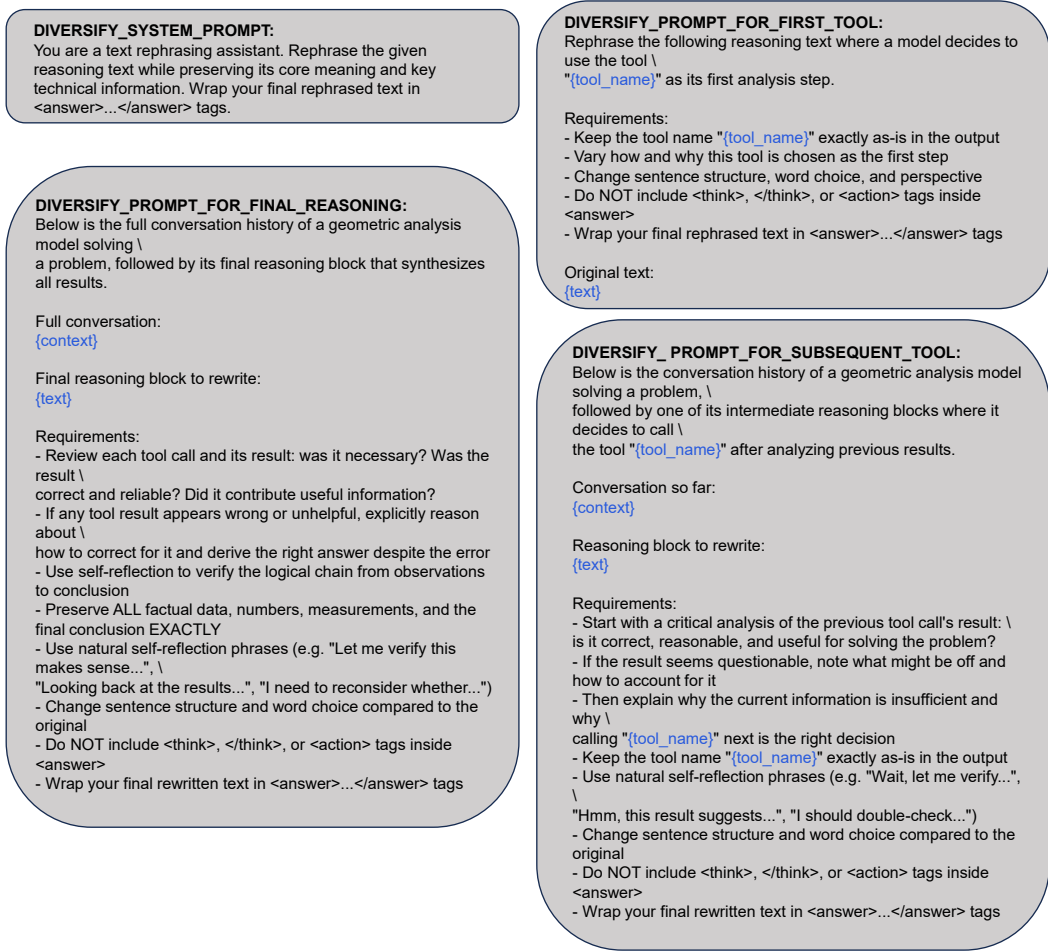 DIVERSIFY_SYSTEM_PROMPT:
You are a text rephrasing assistant. Rephrase the given
reasoning text while preserving its core meaning and key
technical information. Wrap your final rephrased text in
<answer>...</answer> tags.
DIVERSIFY_PROMPT_FOR_FINAL_REASONING:
Below is the full conversation history of a geometric analysis
model solving \
a problem, followed by its final reasoning block that synthesizes
all results.
Full conversation:
{context}
Final reasoning block to rewrite:
{text}
Requirements:
- Review each tool call and its result: was it necessary? Was the
result \
correct and reliable? Did it contribute useful information?
- If any tool result appears wrong or unhelpful, explicitly reason
about \
how to correct for it and derive the right answer despite the error
- Use self-reflection to verify the logical chain from observations
to conclusion
- Preserve ALL factual data, numbers, measurements, and the
final conclusion EXACTLY
- Use natural self-reflection phrases (e.g. "Let me verify this
makes sense...", \
"Looking back at the results...", "I need to reconsider whether...")
- Change sentence structure and word choice compared to the
original
- Do NOT include <think>, </think>, or <action> tags inside
<answer>
- Wrap your final rewritten text in <answer>...</answer> tags
DIVERSIFY_PROMPT_FOR_FIRST_TOOL:
Rephrase the following reasoning text where a model decides to
use the tool \
"{tool_name}" as its first analysis step.
Requirements:
- Keep the tool name "{tool_name}" exactly as-is in the output
- Vary how and why this tool is chosen as the first step
- Change sentence structure, word choice, and perspective
- Do NOT include <think>, </think>, or <action> tags inside
<answer>
- Wrap your final rephrased text in <answer>...</answer> tags
Original text:
{text}
DIVERSIFY_ PROMPT_FOR_SUBSEQUENT_TOOL:
Below is the conversation history of a geometric analysis model
solving a problem, \
followed by one of its intermediate reasoning blocks where it
decides to call \
the tool "{tool_name}" after analyzing previous results.
Conversation so far:
{context}
Reasoning block to rewrite:
{text}
Requirements:
- Start with a critical analysis of the previous tool call's result: \
is it correct, reasonable, and useful for solving the problem?
- If the result seems questionable, note what might be off and
how to account for it
- Then explain why the current information is insufficient and
why \
calling "{tool_name}" next is the right decision
- Keep the tool name "{tool_name}" exactly as-is in the output
- Use natural self-reflection phrases (e.g. "Wait, let me verify...",
\
"Hmm, this result suggests...", "I should double-check...")
- Change sentence structure and word choice compared to the
original
- Do NOT include <think>, </think>, or <action> tags inside
<answer>
- Wrap your final rewritten text in <answer>...</answer> tags